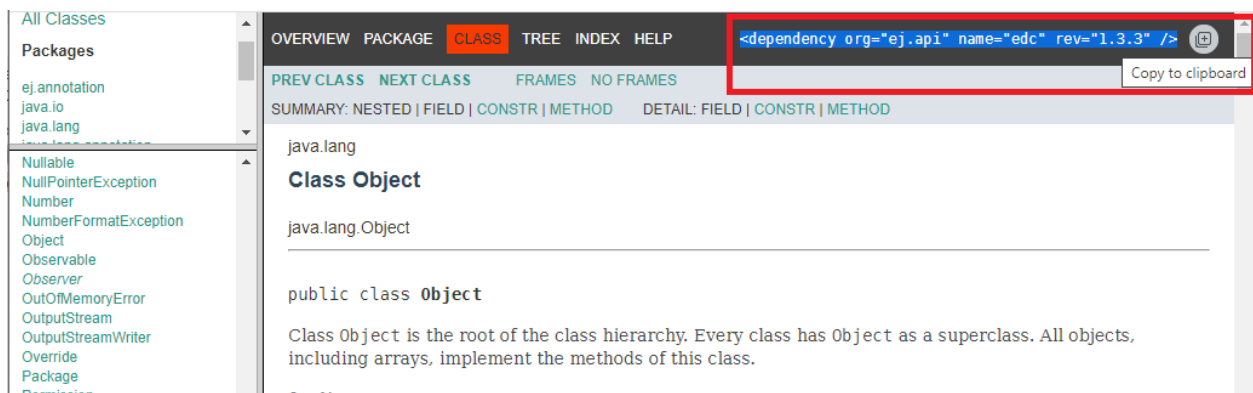 All Classes
Packages
ej.annotation
java.io
java.lang
java.lang.annotation
Nullable
NullPointerException
Number
NumberFormatException
Object
Observable
Observer
OutOfMemoryError
OutputStream
OutputStreamWriter
Override
Package
Permission
OVERVIEW PACKAGE CLASS TREE INDEX HELP
<dependency org="ej.api" name="edc" rev="1.3.3" />
Copy to clipboard
PREV CLASS NEXT CLASS FRAMES NO FRAMES
SUMMARY: NESTED | FIELD | CONSTR | METHOD DETAIL: FIELD | CONSTR | METHOD
java.lang
Class Object
java.lang.Object
public class Object
Class Object is the root of the class hierarchy. Every class has Object as a superclass. All objects,
including arrays, implement the methods of this class.